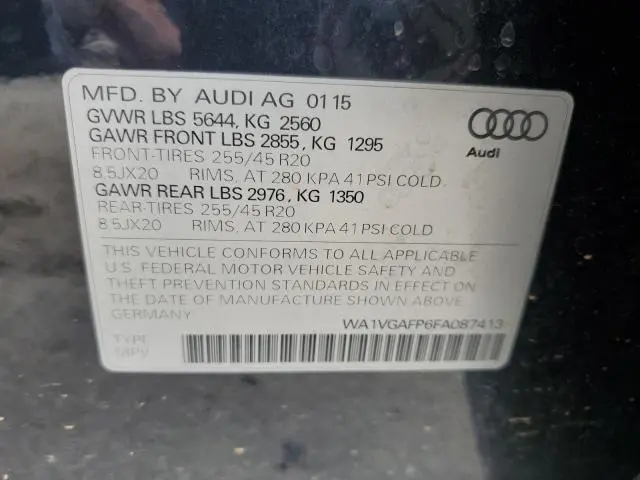 MFD. BY AUDI AG 01 15
GVWR LBS 5644, KG 2560
GAWR FRONT LBS 2855, KG 1295
FRONT-TIRES 255/45 R20
8,5JX20 RIMS, AT 280 KPA 41 PSI COLD
GAWR REAR LBS 2976, KG 1350
REAR-TIRES 255/45 R20
8.5JX20 RIMS, AT 280 KPA 41 PSI COLD
THIS VEHICLE CONFORMS TO ALL APPLICABLE
U.S. FEDERAL MOTOR VEHICLE SAFETY AND
THEFT PREVENTION STANDARDS IN EFFECT ON
THE DATE OF MANUFACTURE SHOWN ABOVE.
GERMANY
WA1VGAFP6FA087413
TYPE
MPV
Audi